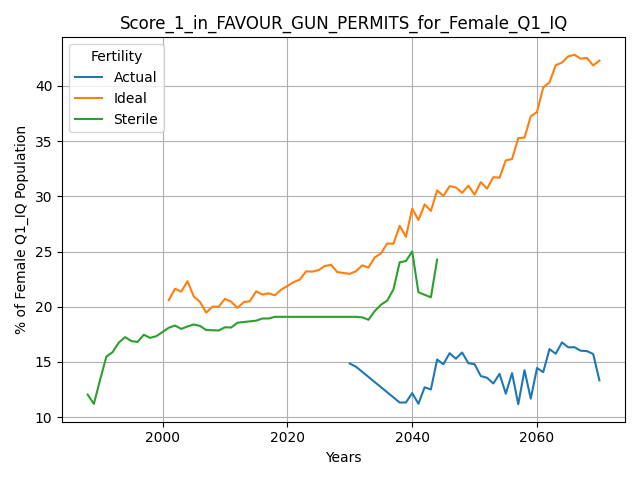 Score_1_in_FAVOUR_GUN_PERMITS_for_Female_Q1_IQ
Fertility
Actual
Ideal
Sterile
% of Female Q1_IQ Population
40
35
30
25
20
15
10
2000
2020
2040
2060
Years